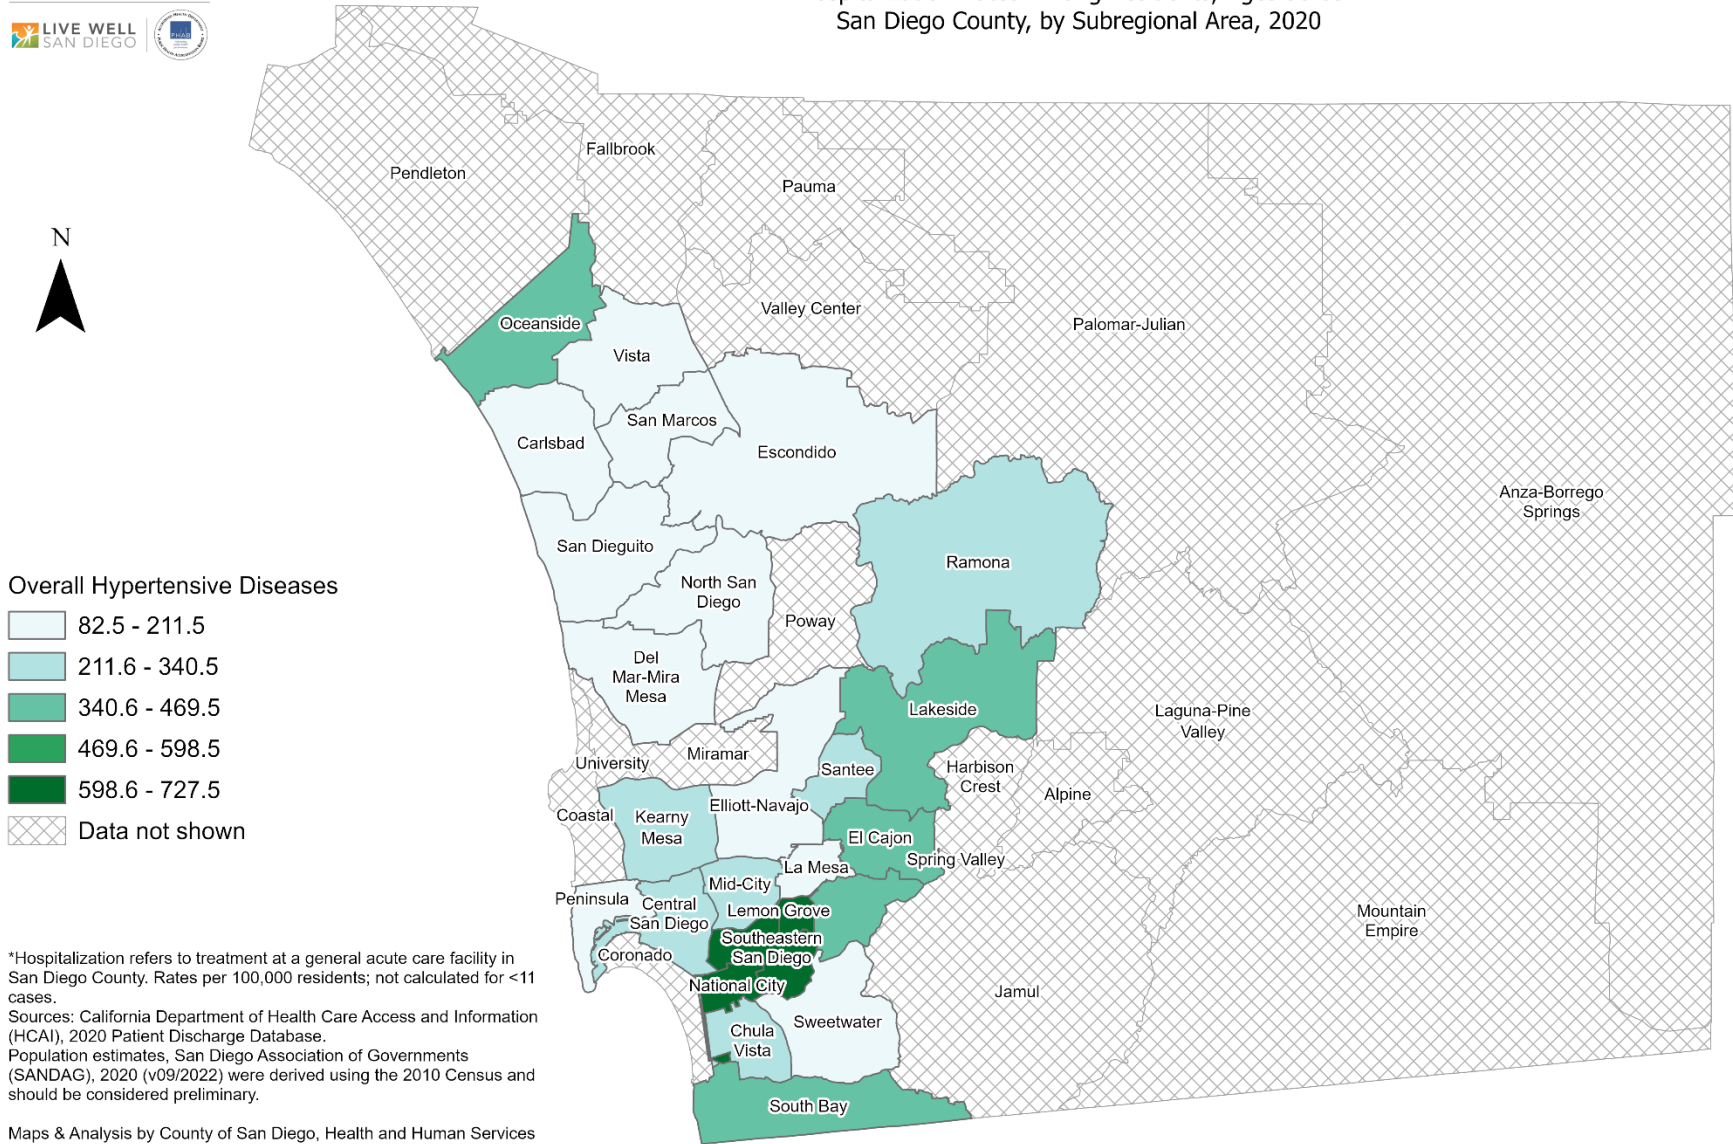 San Diego County, by Subregional Area, 2020
LIVE WELL
SAN DIEGO
PHAB
N
Pendleton
Fallbrook
Pauma
Oceanside
Valley Center
Palomar-Julian
Vista
San Marcos
Carlsbad
Escondido
Anza-Borrego
Springs
San Dieguito
Ramona
North San
Diego
Poway
Del
Mar-Mira
Mesa
Lakeside
Laguna-Pine
Valley
University
Miramar
Santee
Harbison
Crest
Alpine
Coastal
Kearny
Mesa
Elliott-Navajo
El Cajon
Spring Valley
La Mesa
Mid-City
Peninsula
Central
San Diego
Lemon Grove
Mountain
Empire
Southeastern
San Diego
Coronado
National City
Jamul
Sweetwater
Chula
Vista
South Bay
Overall Hypertensive Diseases
82.5 - 211.5
211.6 - 340.5
340.6 - 469.5
469.6 - 598.5
598.6 - 727.5
Data not shown
*Hospitalization refers to treatment at a general acute care facility in
San Diego County. Rates per 100,000 residents; not calculated for <11
cases.
Sources: California Department of Health Care Access and Information
(HCAI), 2020 Patient Discharge Database.
Population estimates, San Diego Association of Governments
(SANDAG), 2020 (v09/2022) were derived using the 2010 Census and
should be considered preliminary.
Maps & Analysis by County of San Diego, Health and Human Services